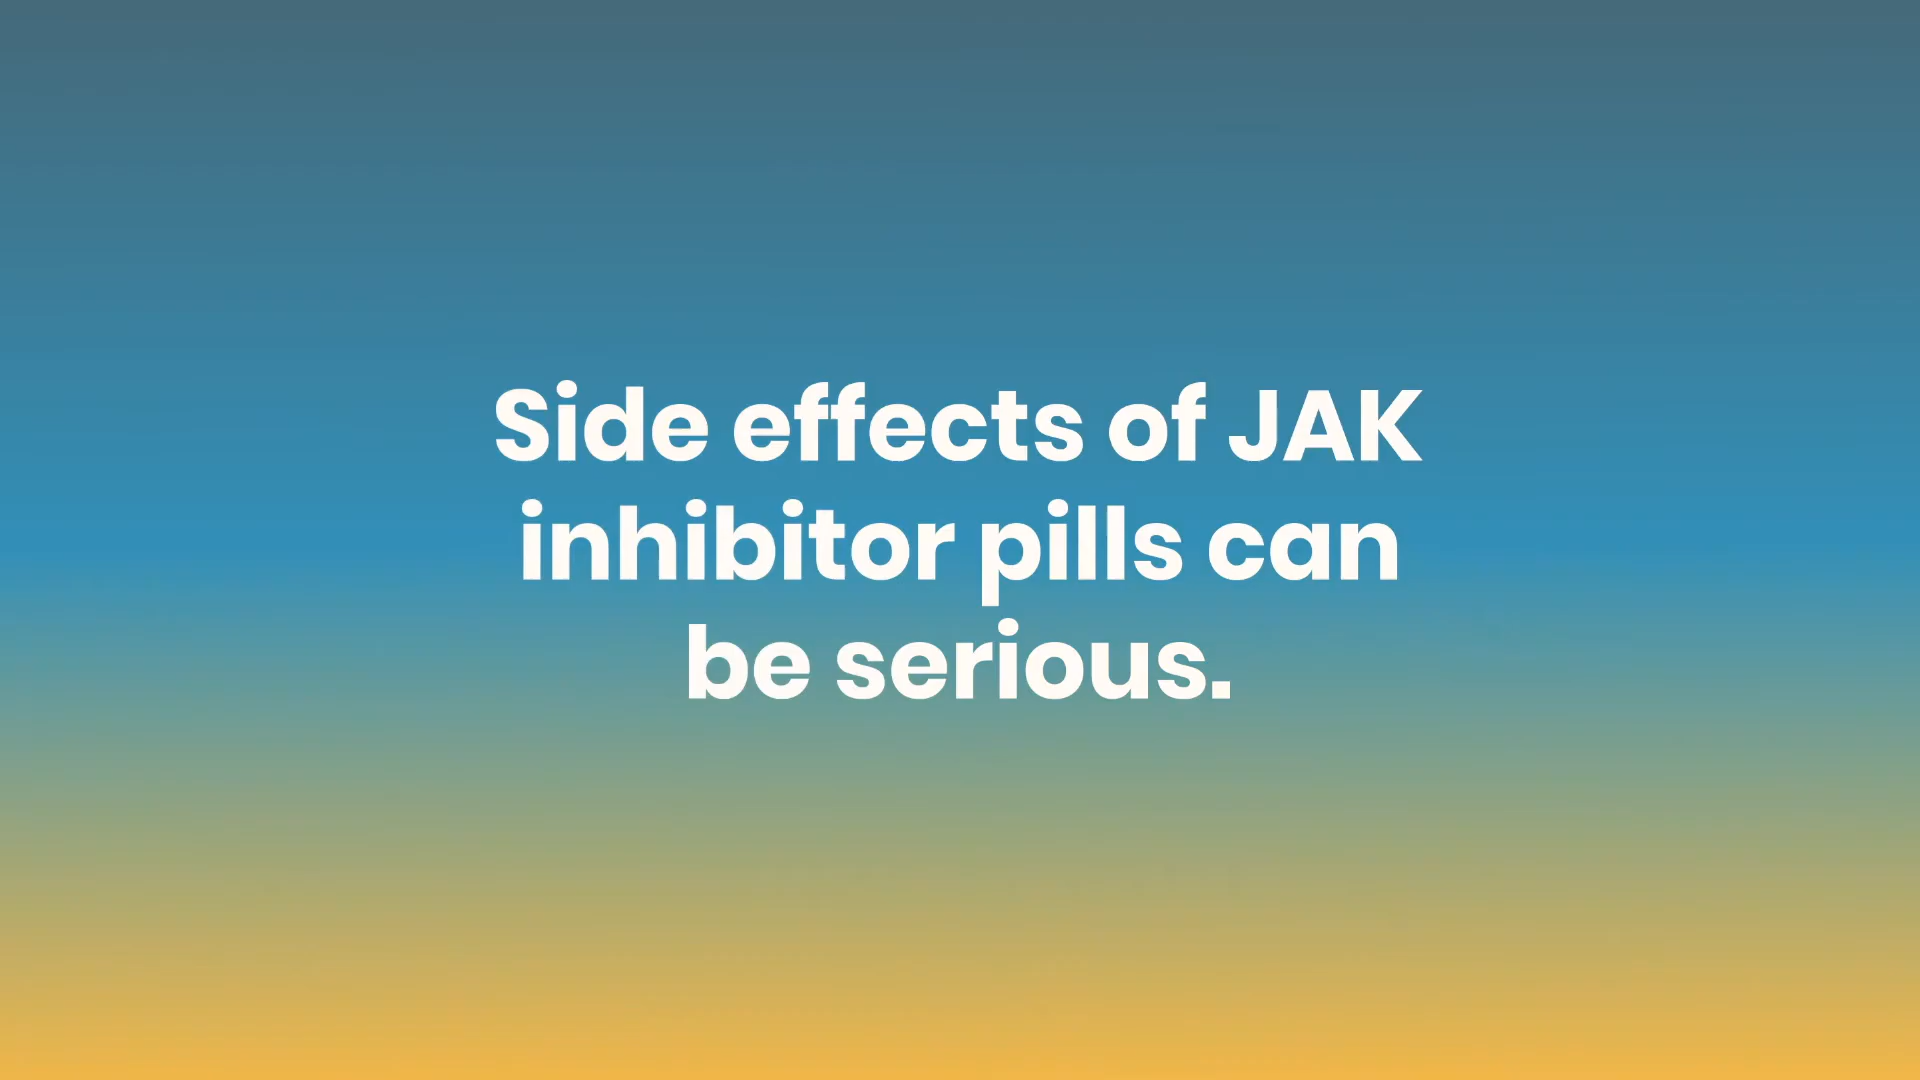 Side effects of JAK
inhibitor pills can
be serious.